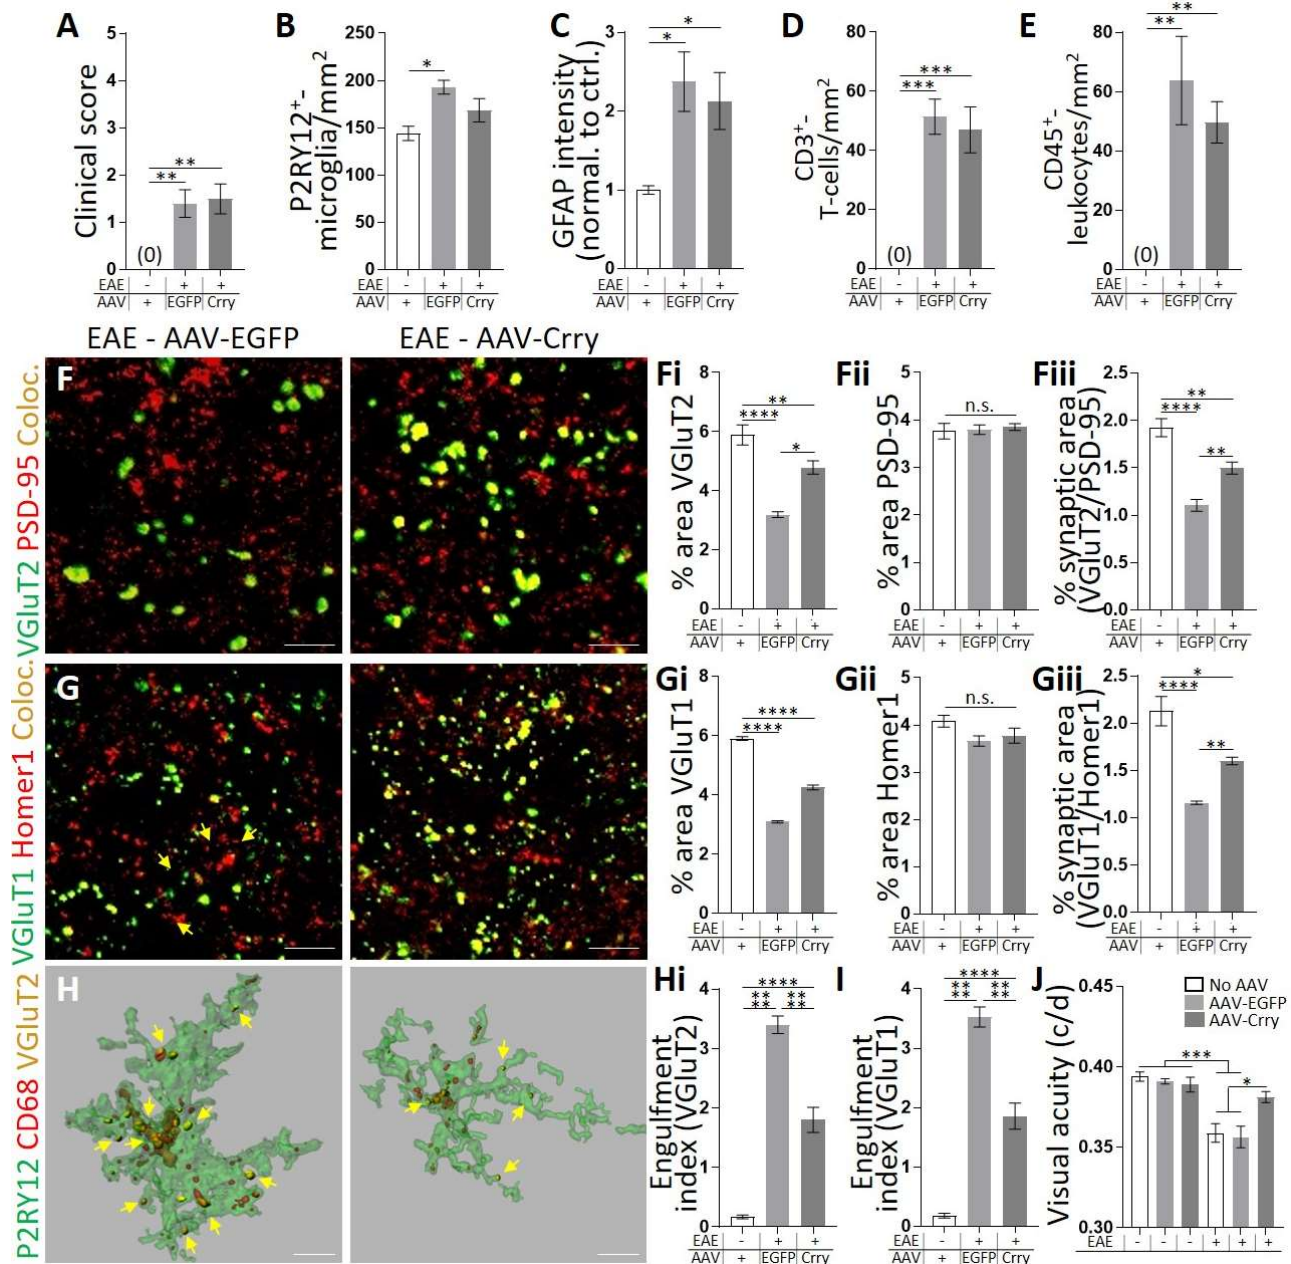 A
Clinical score
5
4
3
2
1
0
**
**
(0)
EAE - + +
AAV + EGFP Crry
B
P2RY12+-
microglia/mm2
250
200
150
100
50
0
*
EAE - + +
AAV + EGFP Crry
C
GFAP intensity
(normal. to ctrl.)
3
2
1
0
*
*
EAE - + +
AAV + EGFP Crry
D
CD3+-
T-cells/mm2
80
60
40
20
0
***
***
(0)
EAE - + +
AAV + EGFP Crry
E
CD45+-
leukocytes/mm2
80
60
40
20
0
**
**
(0)
EAE - + +
AAV + EGFP Crry
EAE - AAV-EGFP
EAE - AAV-Crry
VGluT2 PSD-95 Coloc.
F
Fi
% area VGluT2
8
6
4
2
0
**
****
*
EAE - + +
AAV + EGFP Crry
Fii
% area PSD-95
5
4
3
2
1
0
n.s.
EAE - + +
AAV + EGFP Crry
Fiii
% synaptic area
(VGluT2/PSD-95)
2.5
2.0
1.5
1.0
0.5
0.0
**
****
**
EAE - + +
AAV + EGFP Crry
VGluT1 Homer1 Coloc.
G
Gi
% area VGluT1
8
6
4
2
0
****
****
EAE - + +
AAV + EGFP Crry
Gii
% area Homer1
5
4
3
2
1
0
n.s.
EAE - + +
AAV + EGFP Crry
Giii
% synaptic area
(VGluT1/Homer1)
2.5
2.0
1.5
1.0
0.5
0.0
*
****
**
EAE - + +
AAV + EGFP Crry
P2RY12 CD68 VGluT2
H
Hi
Engulfment
index (VGluT2)
4
3
2
1
0
****
** **
** **
EAE - + +
AAV + EGFP Crry
I
Engulfment
index (VGluT1)
4
3
2
1
0
****
** **
** **
EAE - + +
AAV + EGFP Crry
J
Visual acuity (c/d)
0.45
0.40
0.35
0.30
No AAV
AAV-EGFP
AAV-Crry
***
*
EAE - - - + + +